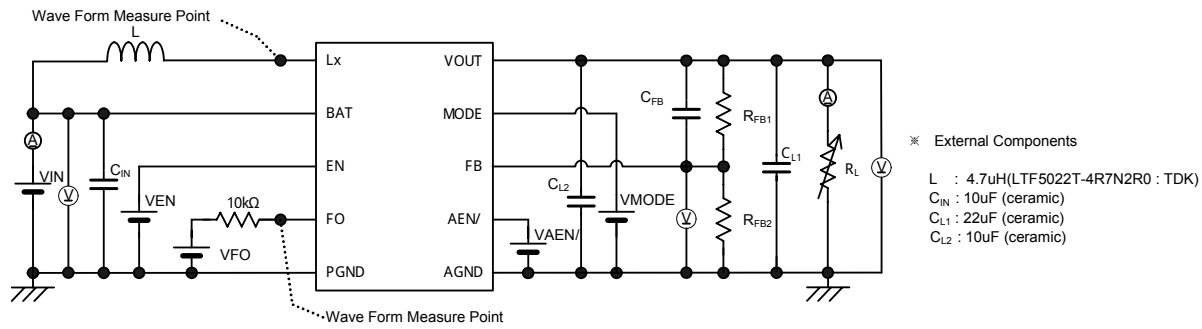 Wave Form Measure Point
L
Lx
BAT
EN
FO
PGND
VOUT
MODE
FB
AEN/
AGND
A
VIN
V
CIN
VEN
10kΩ
VFO
CFB
RFB1
CL2
VMODE
V
RFB2
VAEN/
CL1
A
RL
V
Wave Form Measure Point
※ External Components
L : 4.7uH(LTF5022T-4R7N2R0 : TDK)
CIN : 10uF (ceramic)
CL1 : 22uF (ceramic)
CL2 : 10uF (ceramic)